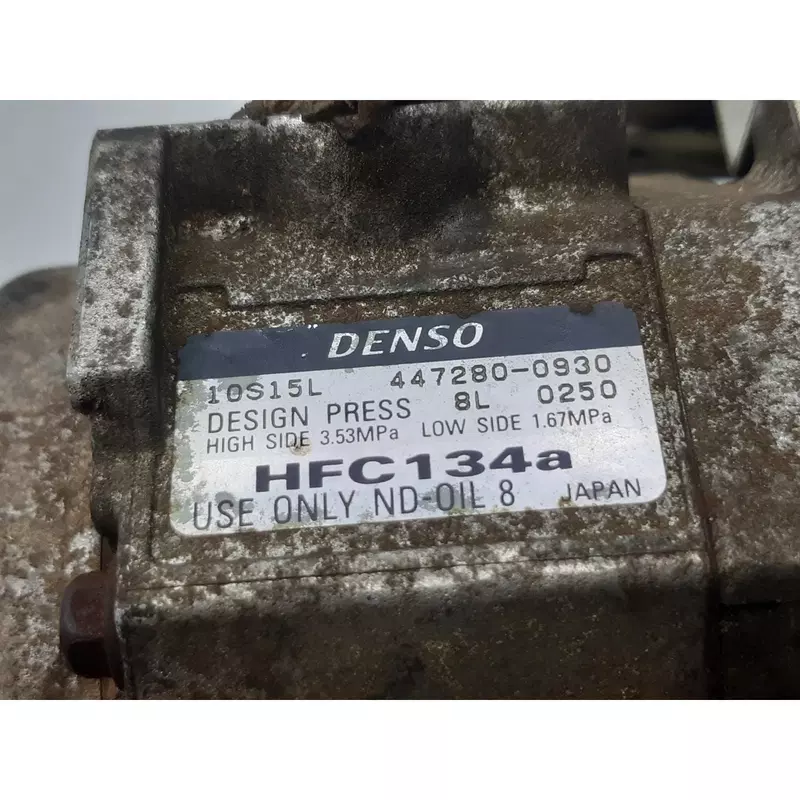 DENSO
10S15L 447280-0930
DESIGN PRESS 8L 0250
HIGH SIDE 3.53MPa LOW SIDE 1.67MPa
HFC134a
USE ONLY ND-OIL 8 JAPAN